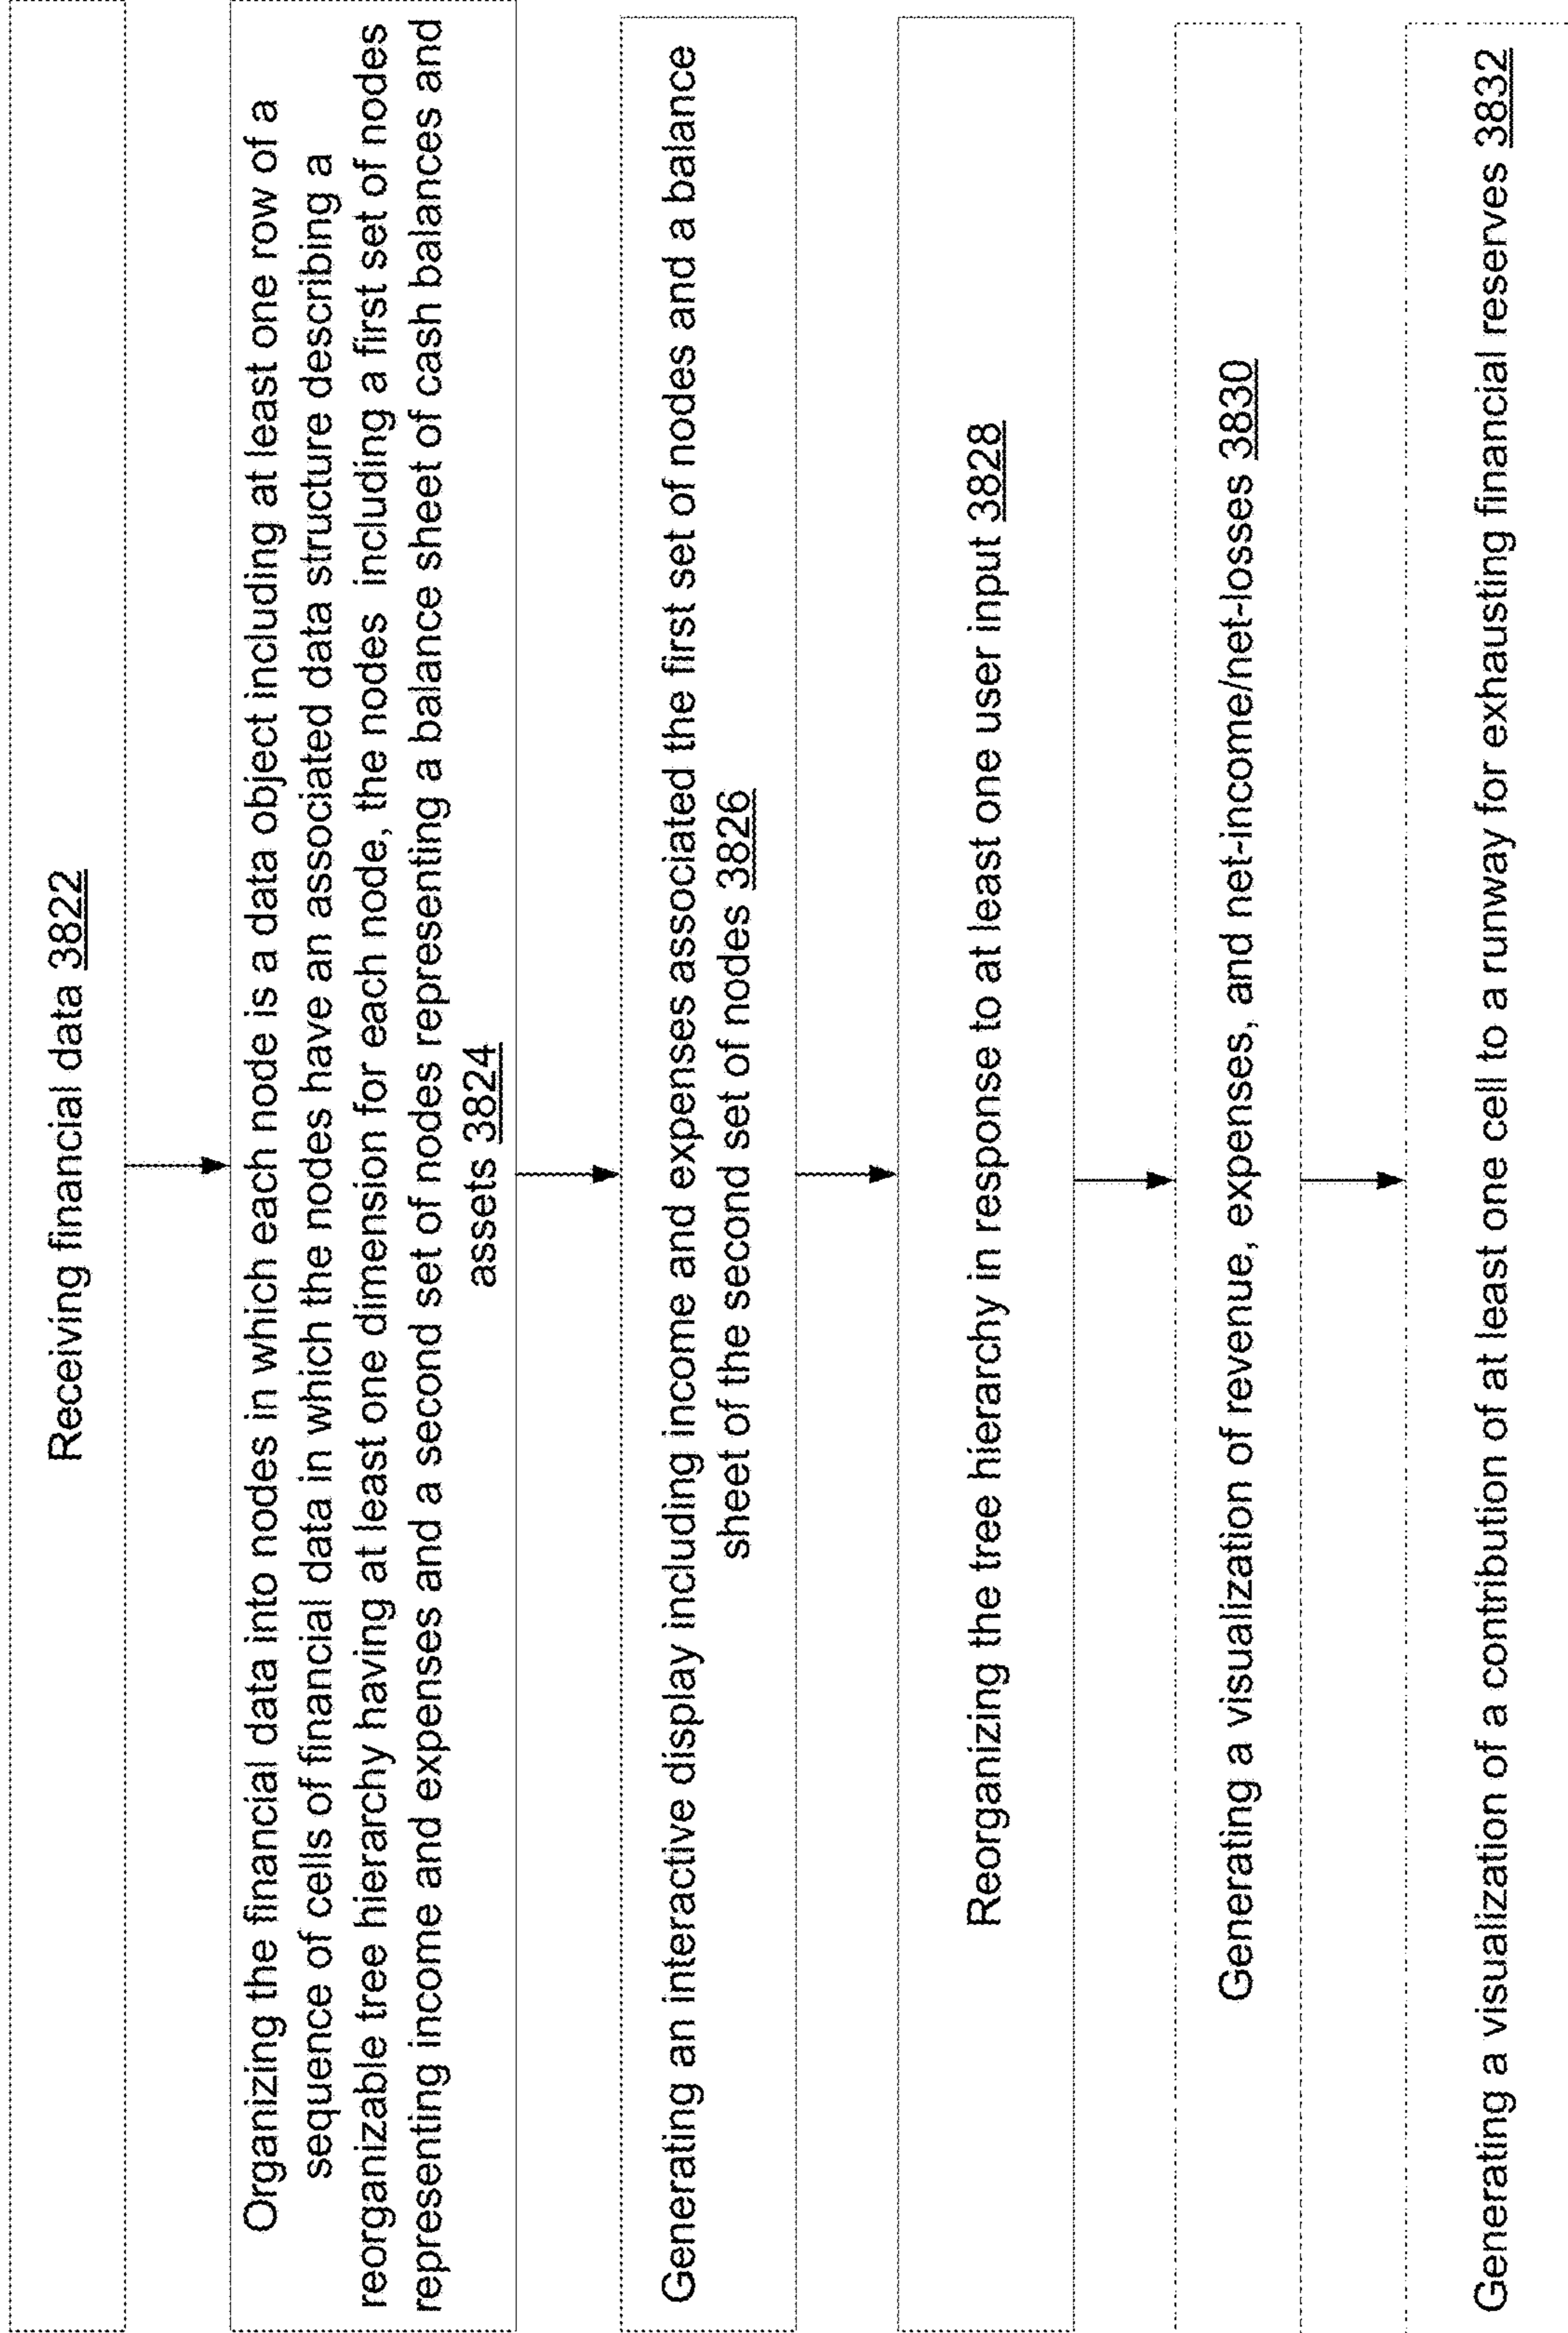 Receiving financial data 3822
Organizing the financial data into nodes in which each node is a data object including at least one row of a
sequence of cells of financial data in which the nodes have an associated data structure describing a
reorganizable tree hierarchy having at least one dimension for each node, the nodes including a first set of nodes
representing income and expenses and a second set of nodes representing a balance sheet of cash balances and
assets 3824
Generating an interactive display including income and expenses associated the first set of nodes and a balance
sheet of the second set of nodes 3826
Reorganizing the tree hierarchy in response to at least one user input 3828
Generating a visualization of revenue, expenses, and net-income/net-losses 3830
Generating a visualization of a contribution of at least one cell to a runway for exhausting financial reserves 3832